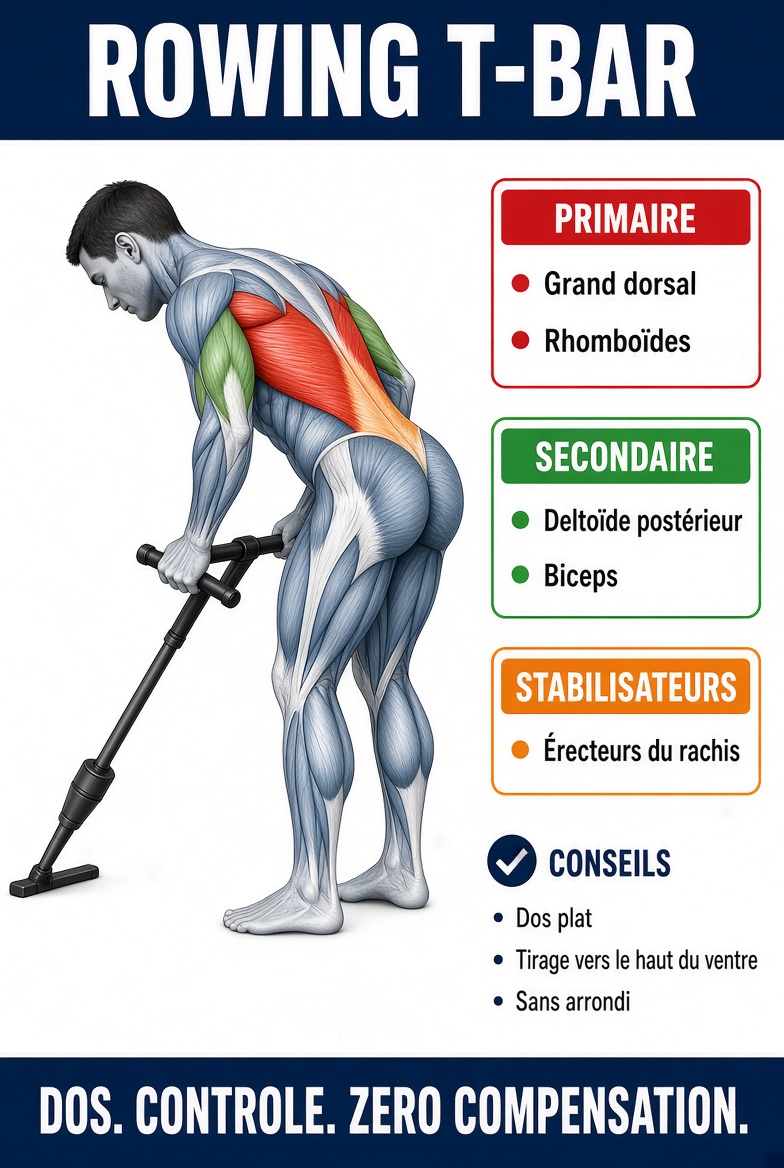 ROWING T-BAR
PRIMAIRE
Grand dorsal
Rhomboïdes
SECONDAIRE
Deltoïde postérieur
Biceps
STABILISATEURS
Érecteurs du rachis
CONSEILS
Dos plat
Tirage vers le haut du ventre
Sans arrondi
DOS. CONTROLE. ZERO COMPENSATION.